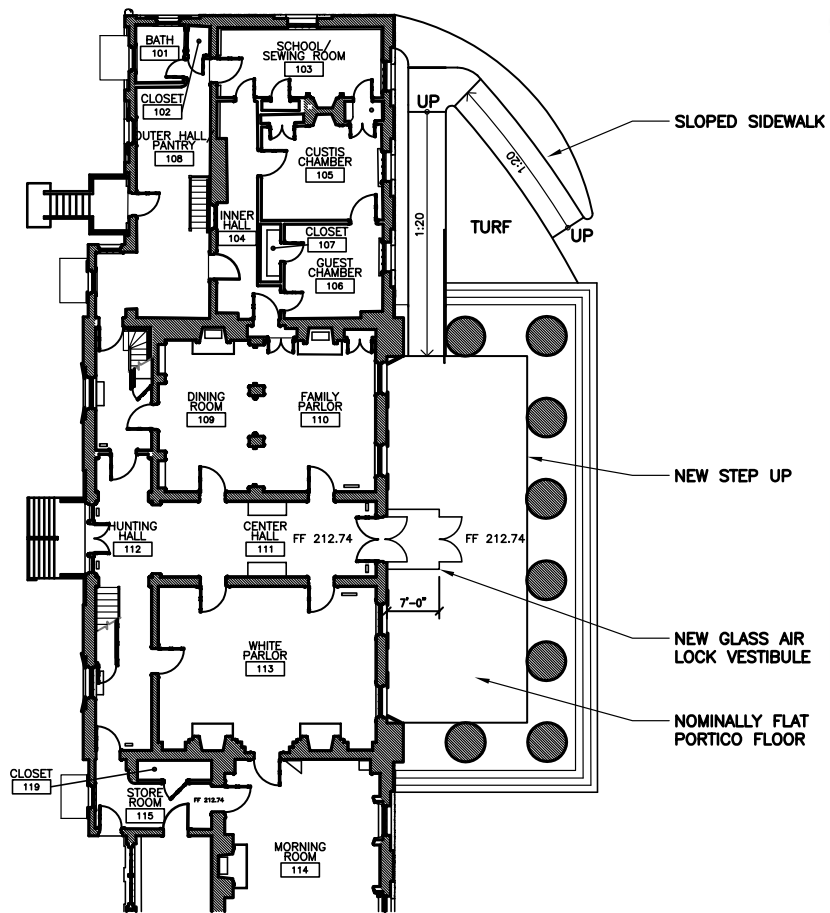 BATH
101
SCHOOL/
SEWING ROOM
103
CLOSET
102
UP
SLOPED SIDEWALK
OUTER HALL/
PANTRY
108
CUSTIS
CHAMBER
105
1:20
INNER
HALL
104
CLOSET
107
1:20
TURF
UP
GUEST
CHAMBER
106
DINING
ROOM
109
FAMILY
PARLOR
110
NEW STEP UP
HUNTING
HALL
112
CENTER
HALL
111
FF 212.74
FF 212.74
7'-0"
NEW GLASS AIR
LOCK VESTIBULE
WHITE
PARLOR
113
NOMINALLY FLAT
PORTICO FLOOR
CLOSET
119
STORE
ROOM
115
FF 212.74
MORNING
ROOM
114